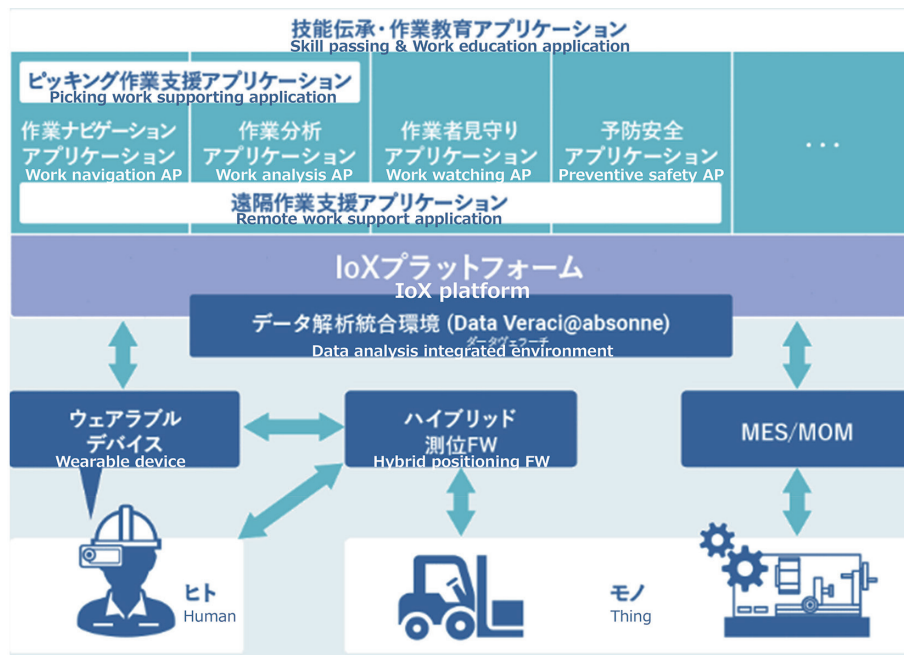 技能伝承・作業教育アプリケーション
Skill passing & Work education application
ピッキング作業支援アプリケーション
Picking work supporting application
作業ナビゲーション
アプリケーション
Work navigation AP
作業分析
アプリケーション
Work analysis AP
作業者見守り
アプリケーション
Work watching AP
予防安全
アプリケーション
Preventive safety AP
...
遠隔作業支援アプリケーション
Remote work support application
IoXプラットフォーム
IoX platform
データ解析統合環境 (Data Veraci@absonne)
データヴェラーチ
Data analysis integrated environment
ウェアラブル
デバイス
Wearable device
ハイブリッド
測位FW
Hybrid positioning FW
MES/MOM
ヒト
Human
モノ
Thing